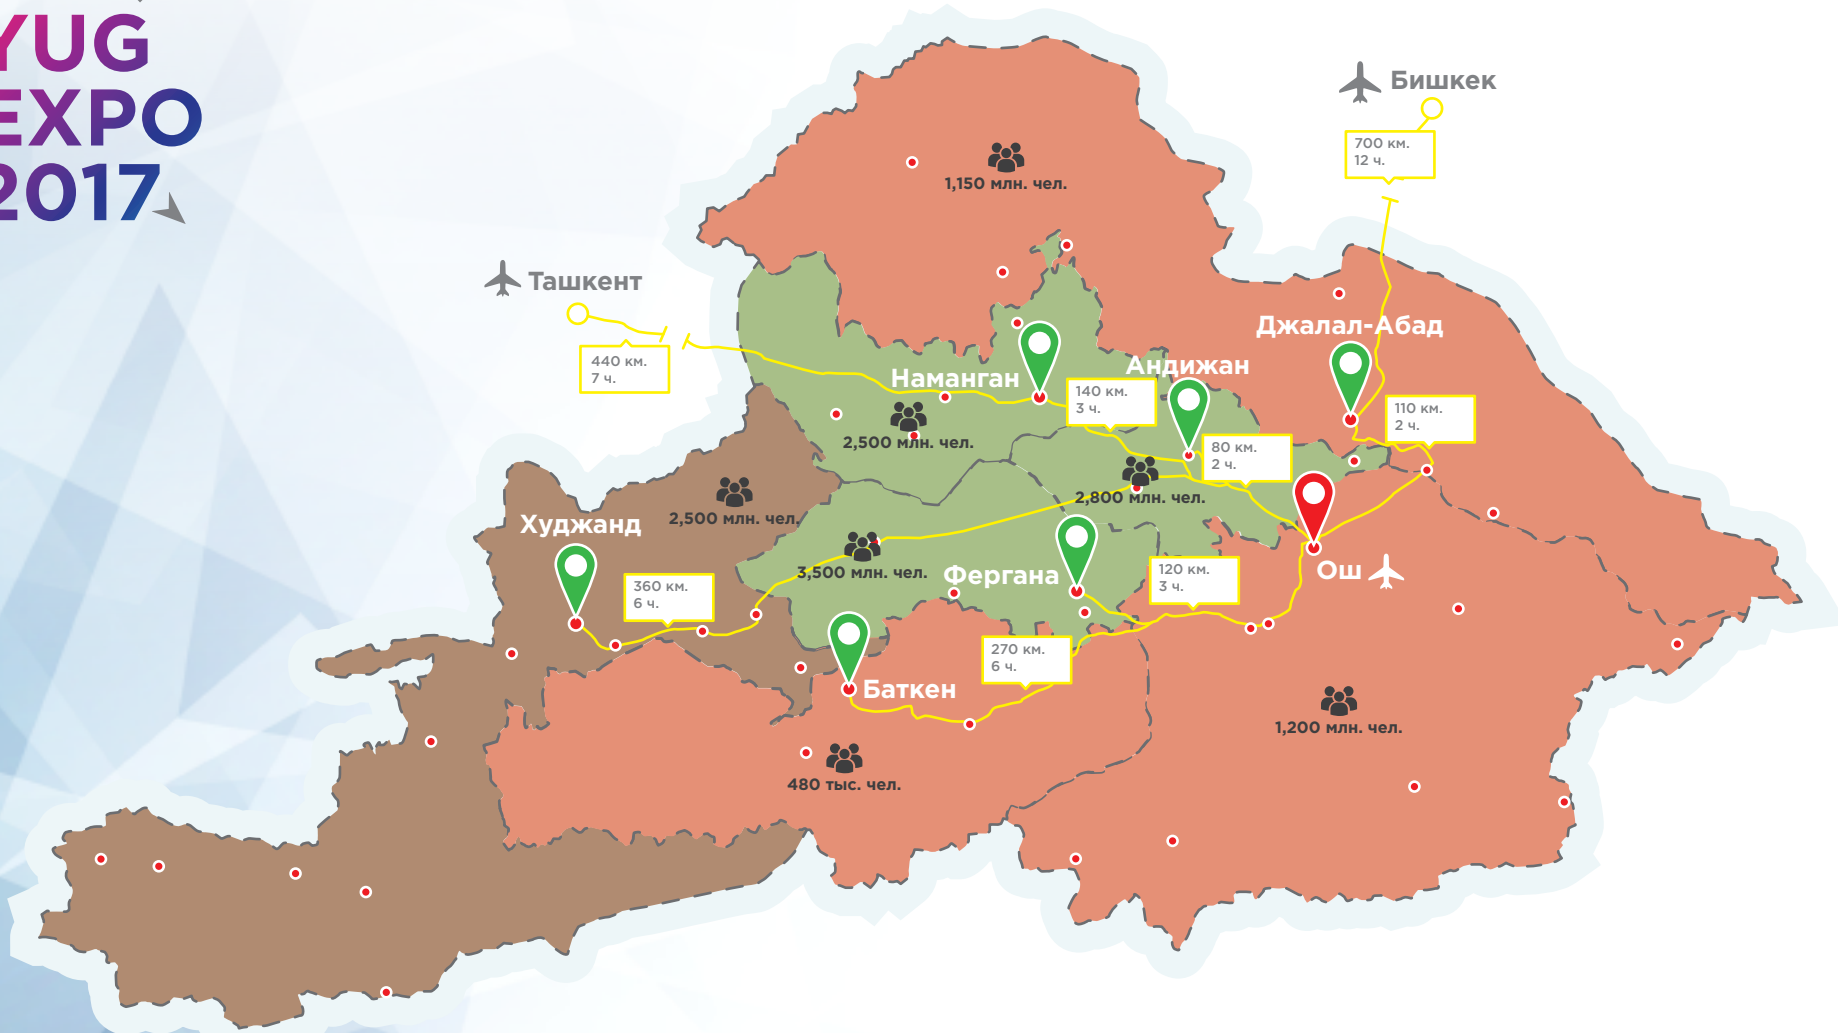 YUG
EXPO
2017
Бишкек
700 км.
12 ч.
1,150 млн. чел.
Ташкент
440 км.
7 ч.
Джалал-Абад
Андижан
Наманган
140 км.
3 ч.
110 км.
2 ч.
2,500 млн. чел.
80 км.
2 ч.
2,800 млн. чел.
2,500 млн. чел.
Худжанд
3,500 млн. чел.
Фергана
120 км.
3 ч.
Ош
360 км.
6 ч.
270 км.
6 ч.
Баткен
1,200 млн. чел.
480 тыс. чел.